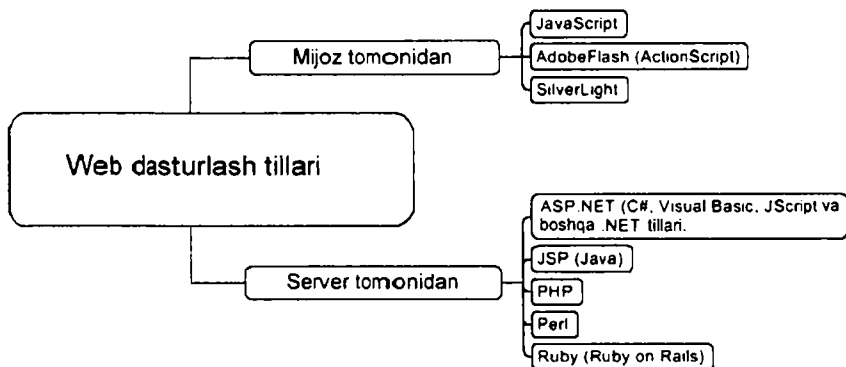 JavaScript
Mijoz tomonidan
AdobeFlash (ActionScript)
SilverLight
Web dasturlash tillari
ASP.NET (C#, Visual Basic, JScript va
boshqa .NET tillari.
JSP (Java)
Server tomonidan
PHP
Perl
Ruby (Ruby on Rails)